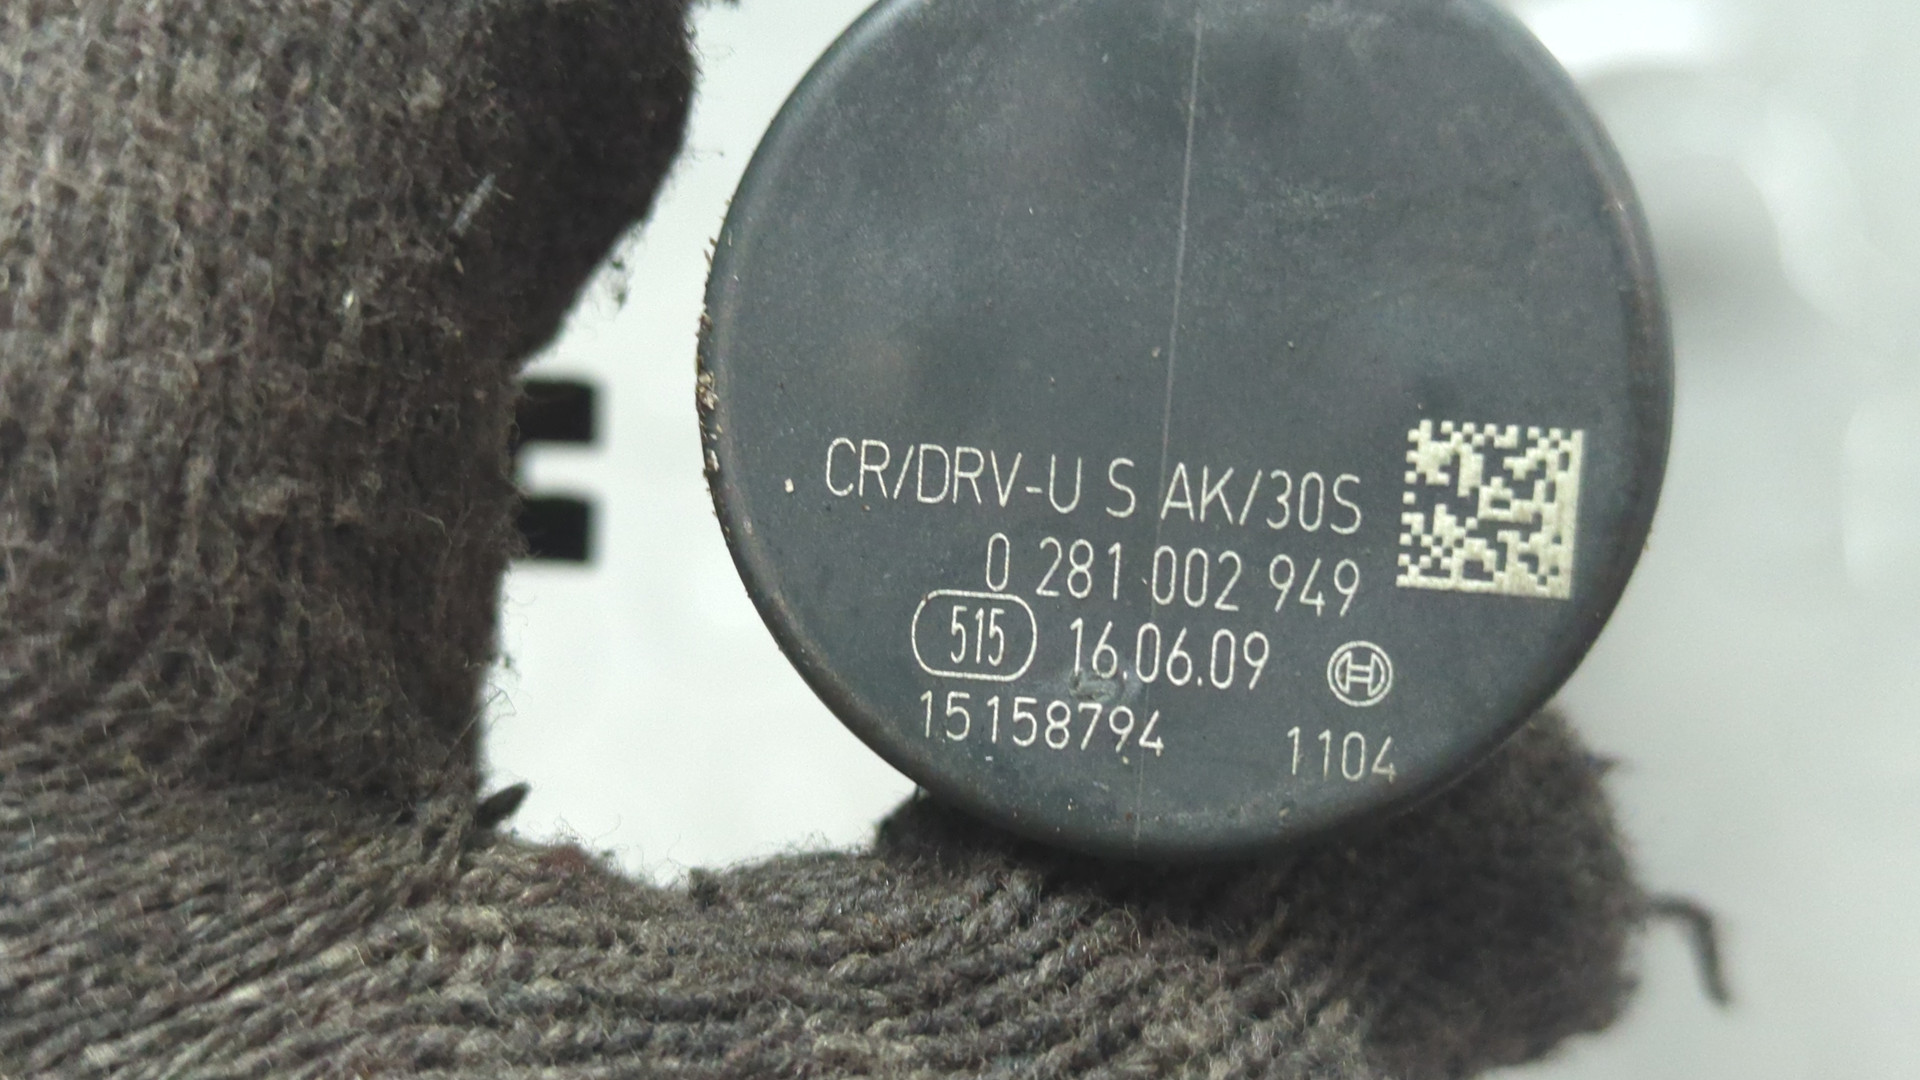 CR/DRV-U S AK/30S
0 281 002 949
515 16.06.09
15158794 1104